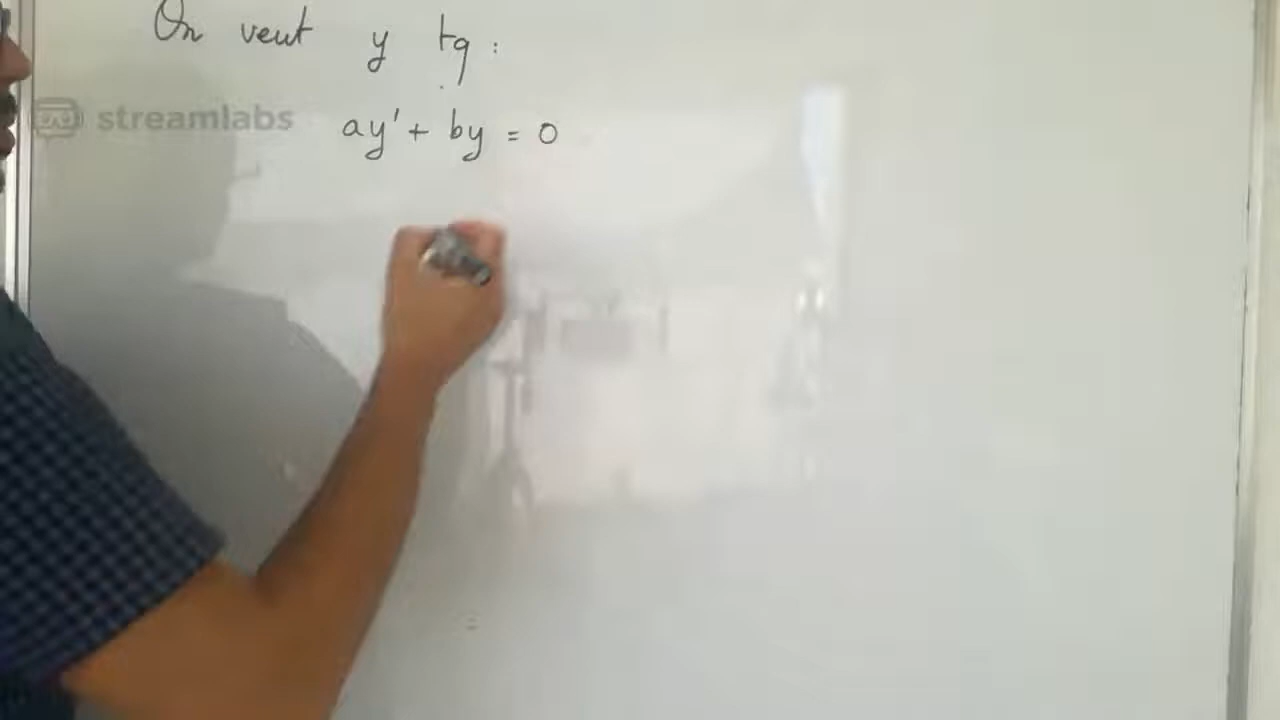 On veut y tq :
streamlabs
ay' + by = 0